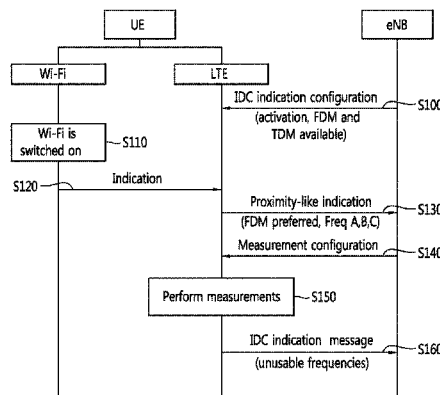 UE
eNB
Wi-Fi
LTE
IDC indication configuration
(activation, FDM and
TDM available)
S100
Wi-Fi is
switched on
S110
S120
Indication
Proximity-like indication
(FDM preferred, Freq A,B,C)
S130
Measurement configuration
S140
Perform measurements
S150
IDC indication message
(unusable frequencies)
S160